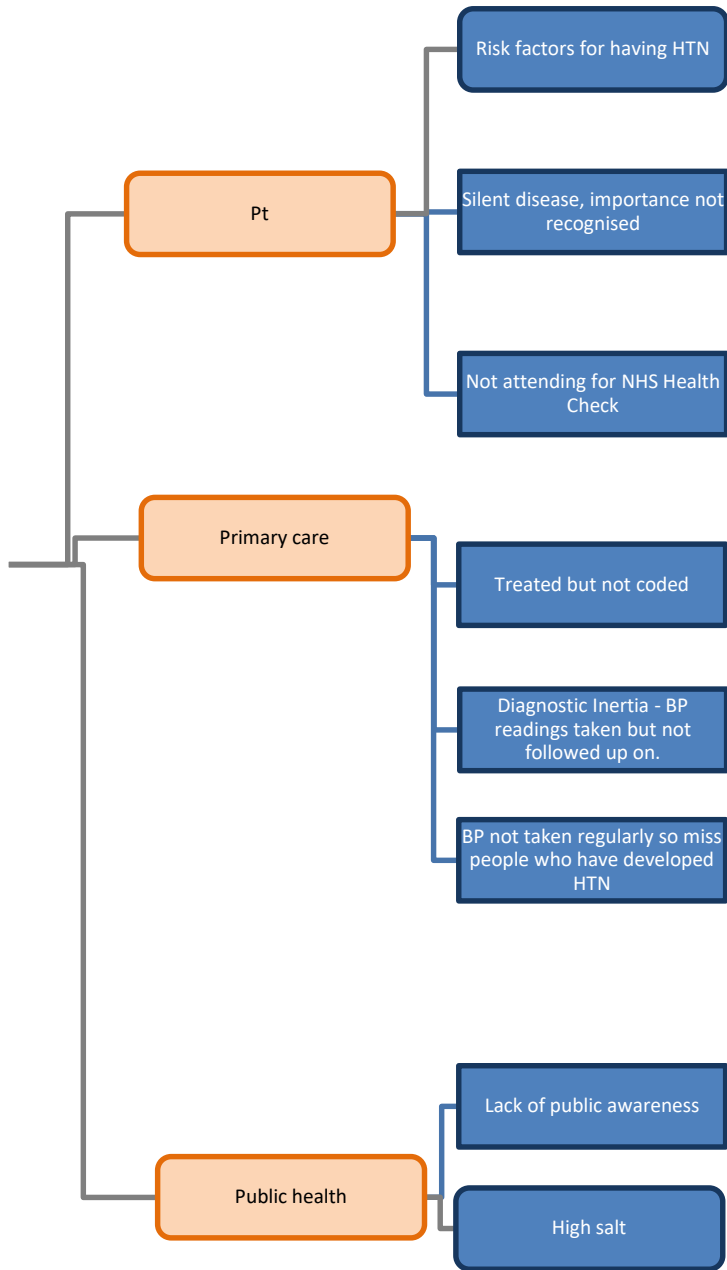 Risk factors for having HTN
Pt
Silent disease, importance not
recognised
Not attending for NHS Health
Check
Primary care
Treated but not coded
Diagnostic Inertia - BP
readings taken but not
followed up on.
BP not taken regularly so miss
people who have developed
HTN
Lack of public awareness
Public health
High salt